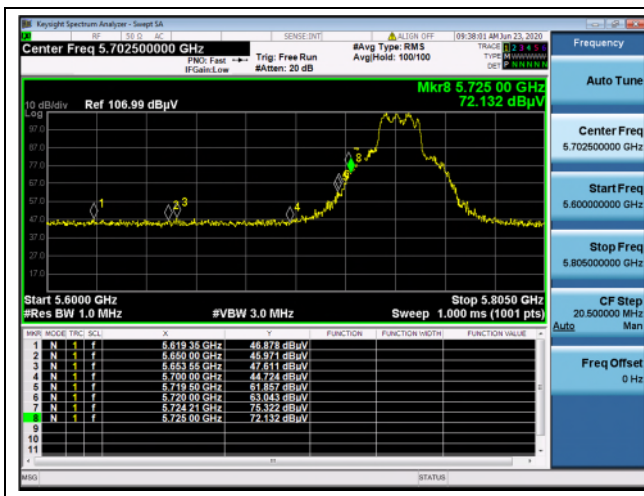 Keysight Spectrum Analyzer - Swept SA
RF 50 Ω AC SENSE:INT ALIGN OFF 09:38:01 AM Jun 23, 2020
Center Freq 5.702500000 GHz
PNO: Fast
IFGain:Low
Trig: Free Run
#Atten: 20 dB
#Avg Type: RMS
Avg|Hold: 100/100
TRACE 1 2 3 4 5 6
TYPE M WWWWW
DET P NNNNN
Mkr8 5.725 00 GHz
72.132 dBµV
10 dB/div Ref 106.99 dBµV
Log
97.0
87.0
77.0
67.0
57.0
47.0
37.0
27.0
17.0
1
2
3
4
8
Start 5.6000 GHz Stop 5.8050 GHz
#Res BW 1.0 MHz #VBW 3.0 MHz Sweep 1.000 ms (1001 pts)
MKR MODE TRC SCL X Y FUNCTION FUNCTION WIDTH FUNCTION VALUE
1 N 1 f 5.619 35 GHz 46.878 dBµV
2 N 1 f 5.650 00 GHz 45.971 dBµV
3 N 1 f 5.653 55 GHz 47.611 dBµV
4 N 1 f 5.700 00 GHz 44.724 dBµV
5 N 1 f 5.719 50 GHz 61.857 dBµV
6 N 1 f 5.720 00 GHz 63.043 dBµV
7 N 1 f 5.724 21 GHz 75.322 dBµV
8 N 1 f 5.725 00 GHz 72.132 dBµV
9
10
11
MSG STATUS
Frequency
Auto Tune
Center Freq
5.702500000 GHz
Start Freq
5.600000000 GHz
Stop Freq
5.805000000 GHz
CF Step
20.500000 MHz
Auto Man
Freq Offset
0 Hz